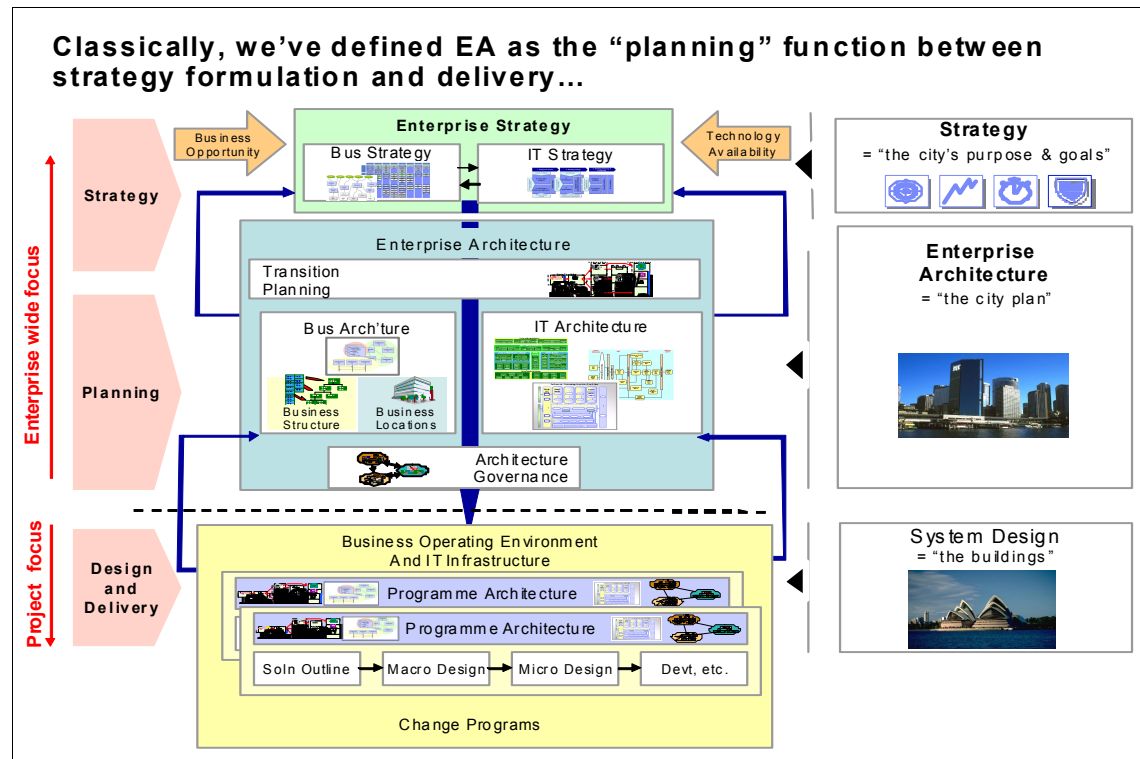 Classically, we've defined EA as the “planning” function between
strategy formulation and delivery…
Enterprise wide focus
Project focus
Strategy
Planning
Design
and
Delivery
Business
Opportunity
Technology
Availability
Enterprise Strategy
Bus Strategy
IT Strategy
Enterprise Architecture
Transition
Planning
Bus Arch'ture
Business
Structure
Business
Locations
IT Architecture
Architecture
Governance
Business Operating Environment
And IT Infrastructure
Programme Architecture
Programme Architecture
Soln Outline
Macro Design
Micro Design
Devt, etc.
Change Programs
Strategy
= “the city's purpose & goals”
Enterprise
Architecture
= “the city plan”
System Design
= “the buildings”